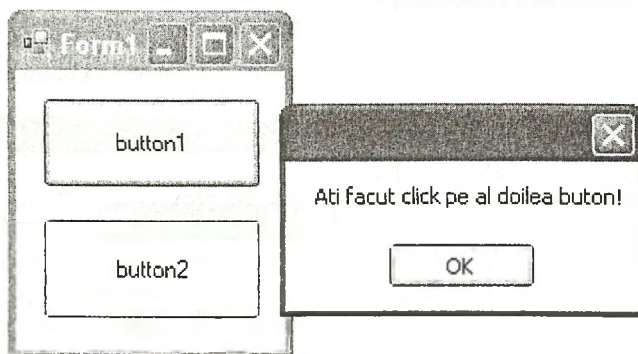 Form1
button1
Ati facut click pe al doilea buton!
button2
OK